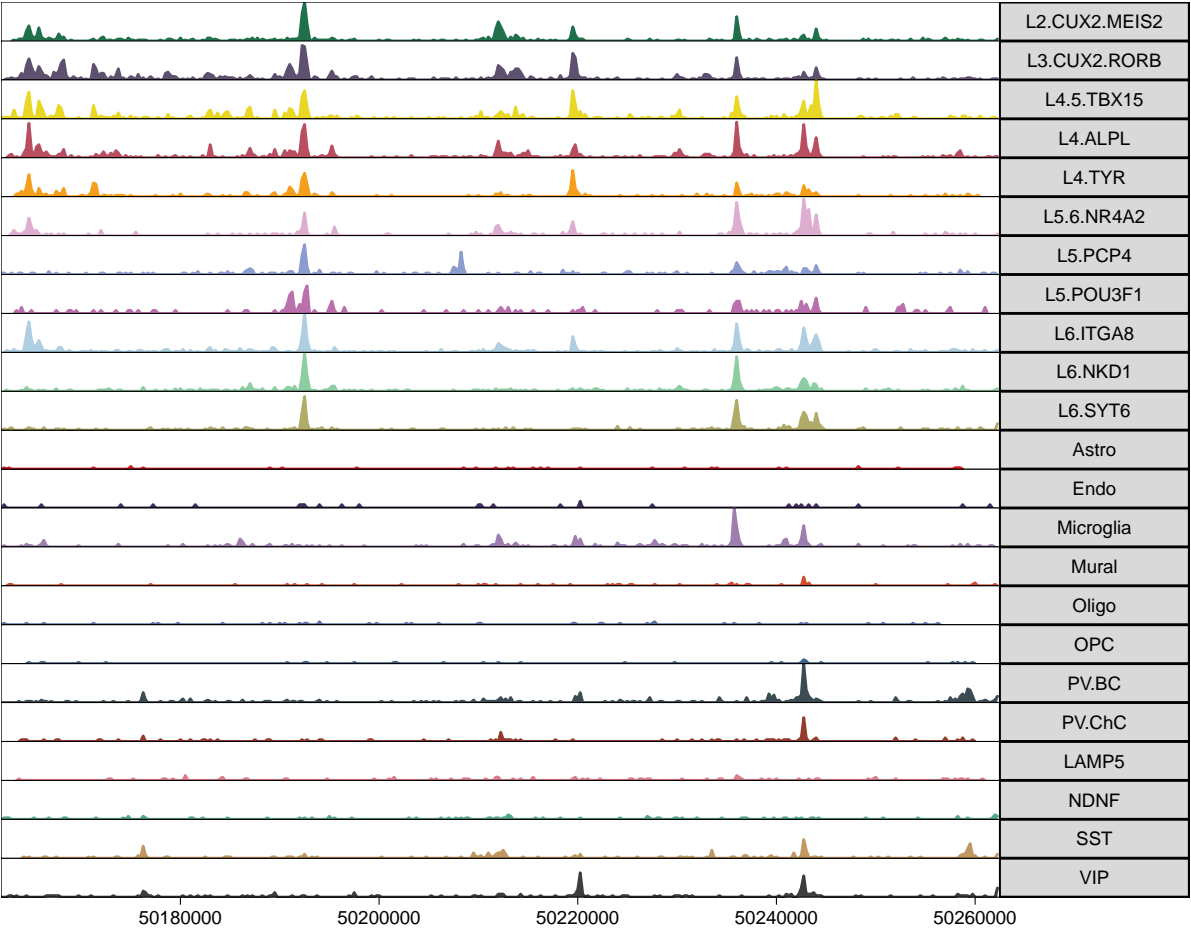 L2.CUX2.MEIS2
L3.CUX2.RORB
L4.5.TBX15
L4.ALPL
L4.TYR
L5.6.NR4A2
L5.PCP4
L5.POU3F1
L6.ITGA8
L6.NKD1
L6.SYT6
Astro
Endo
Microglia
Mural
Oligo
OPC
PV.BC
PV.ChC
LAMP5
NDNF
SST
VIP
50180000 50200000 50220000 50240000 50260000